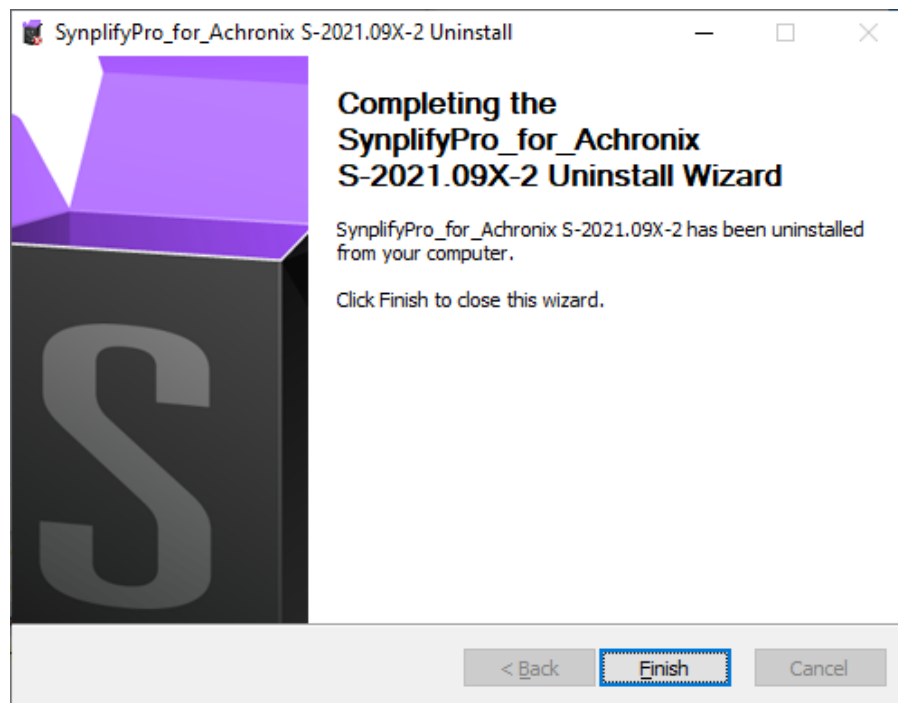 SynplifyPro_for_Achronix S-2021.09X-2 Uninstall
Completing the
SynplifyPro_for_Achronix
S-2021.09X-2 Uninstall Wizard
SynplifyPro_for_Achronix S-2021.09X-2 has been uninstalled
from your computer.
Click Finish to close this wizard.
S
< Back Finish Cancel